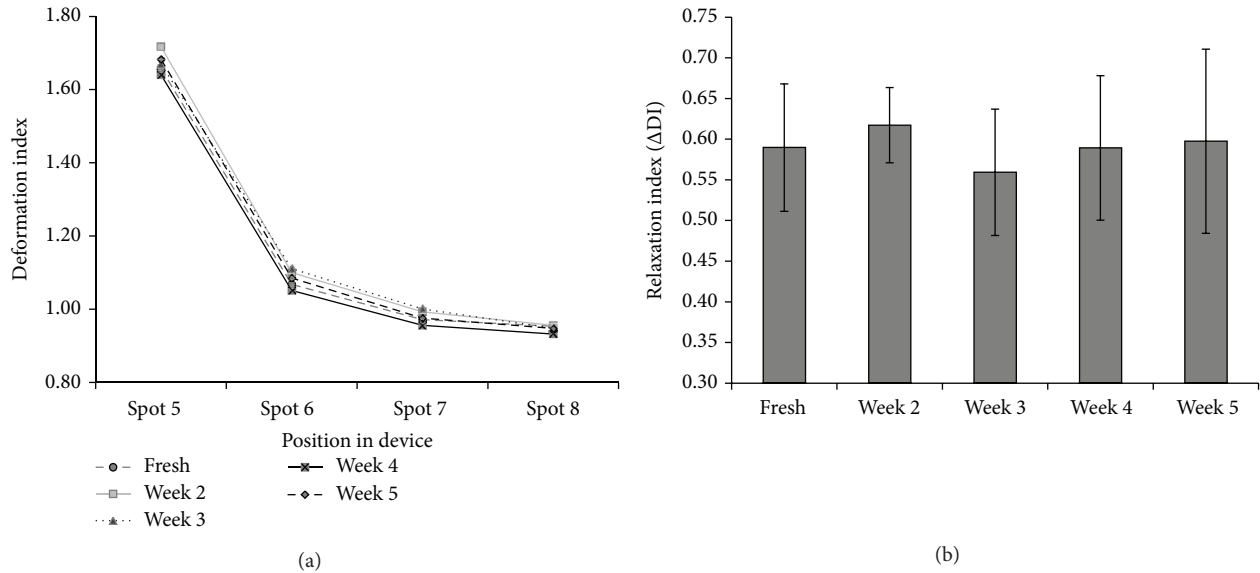 1.80
1.60
1.40
1.20
1.00
0.80
Deformation index
Spot 5 Spot 6 Spot 7 Spot 8
Position in device
Fresh
Week 2
Week 3
Week 4
Week 5
(a)
0.75
0.70
0.65
0.60
0.55
0.50
0.45
0.40
0.35
0.30
Relaxation index (ΔDI)
Fresh Week 2 Week 3 Week 4 Week 5
(b)